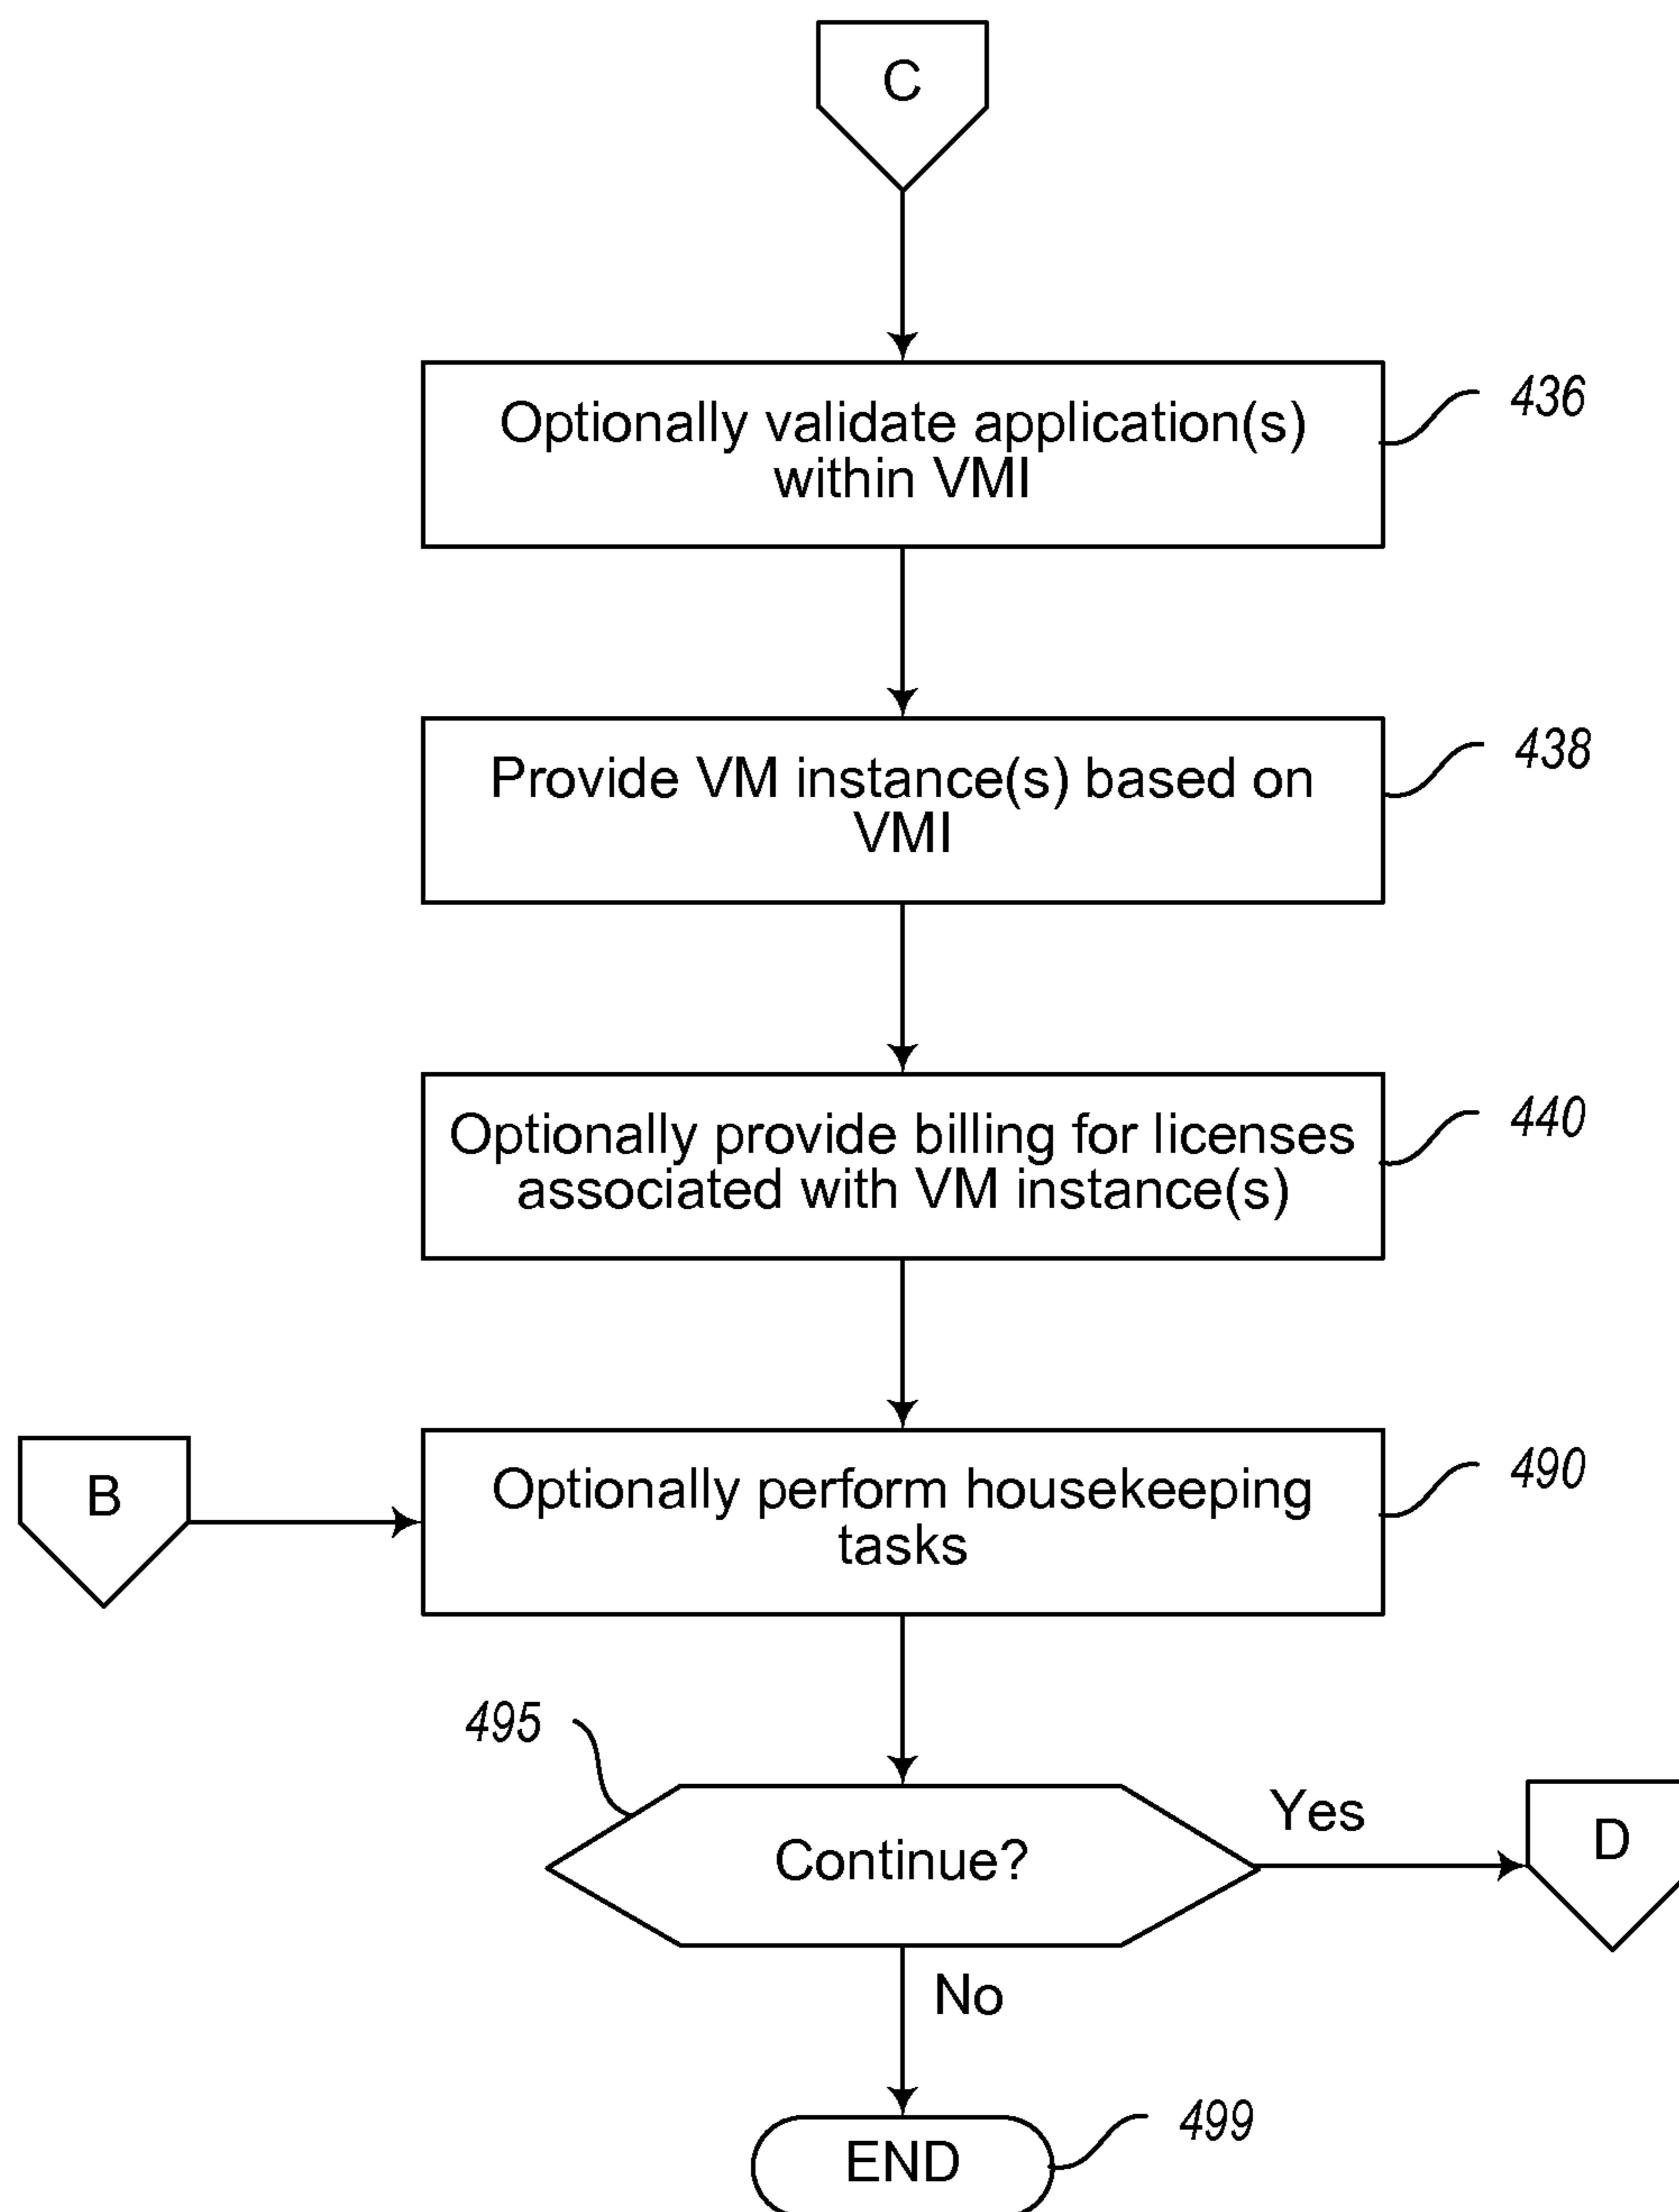 C
Optionally validate application(s)
within VMI
436
Provide VM instance(s) based on
VMI
438
Optionally provide billing for licenses
associated with VM instance(s)
440
B
Optionally perform housekeeping
tasks
490
495
Continue?
Yes
D
No
END
499